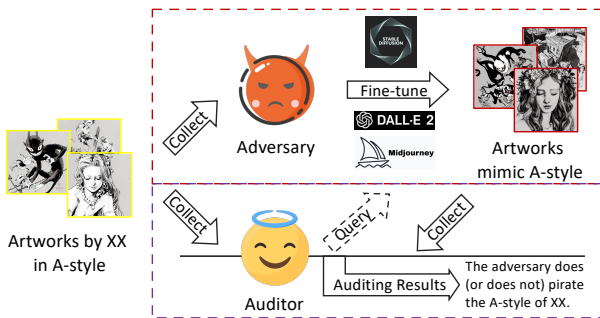 STABLE
DIFFUSION
Fine-tune
DALL·E 2
Midjourney
Collect
Adversary
Artworks
mimic A-style
Artworks by XX
in A-style
Collect
Query
Collect
Auditor
Auditing Results
The adversary does
(or does not) pirate
the A-style of XX.